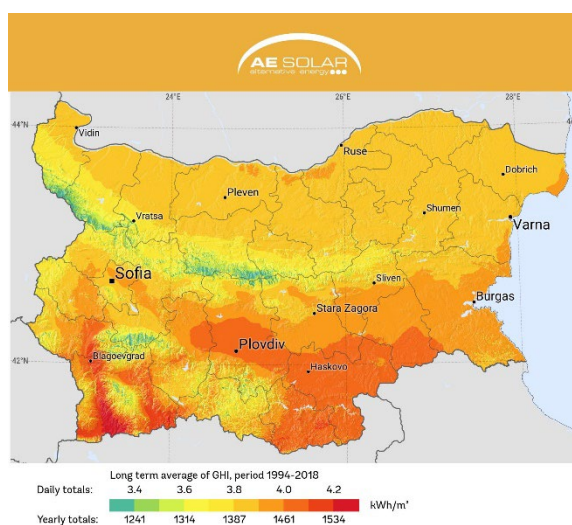 AE SOLAR
alternative energy
24°E
26°E
28°E
44°N
44
Vidin
Ruse
Dobrich
Pleven
Shumen
Vratsa
Varna
Sofia
Sliven
Burgas
Stara Zagora
Plovdiv
42°N
Blagoevgrad
Haskovo
Long term average of GHI, period 1994-2018
Daily totals: 3.4 3.6 3.8 4.0 4.2
kWh/m²
Yearly totals: 1241 1314 1387 1461 1534